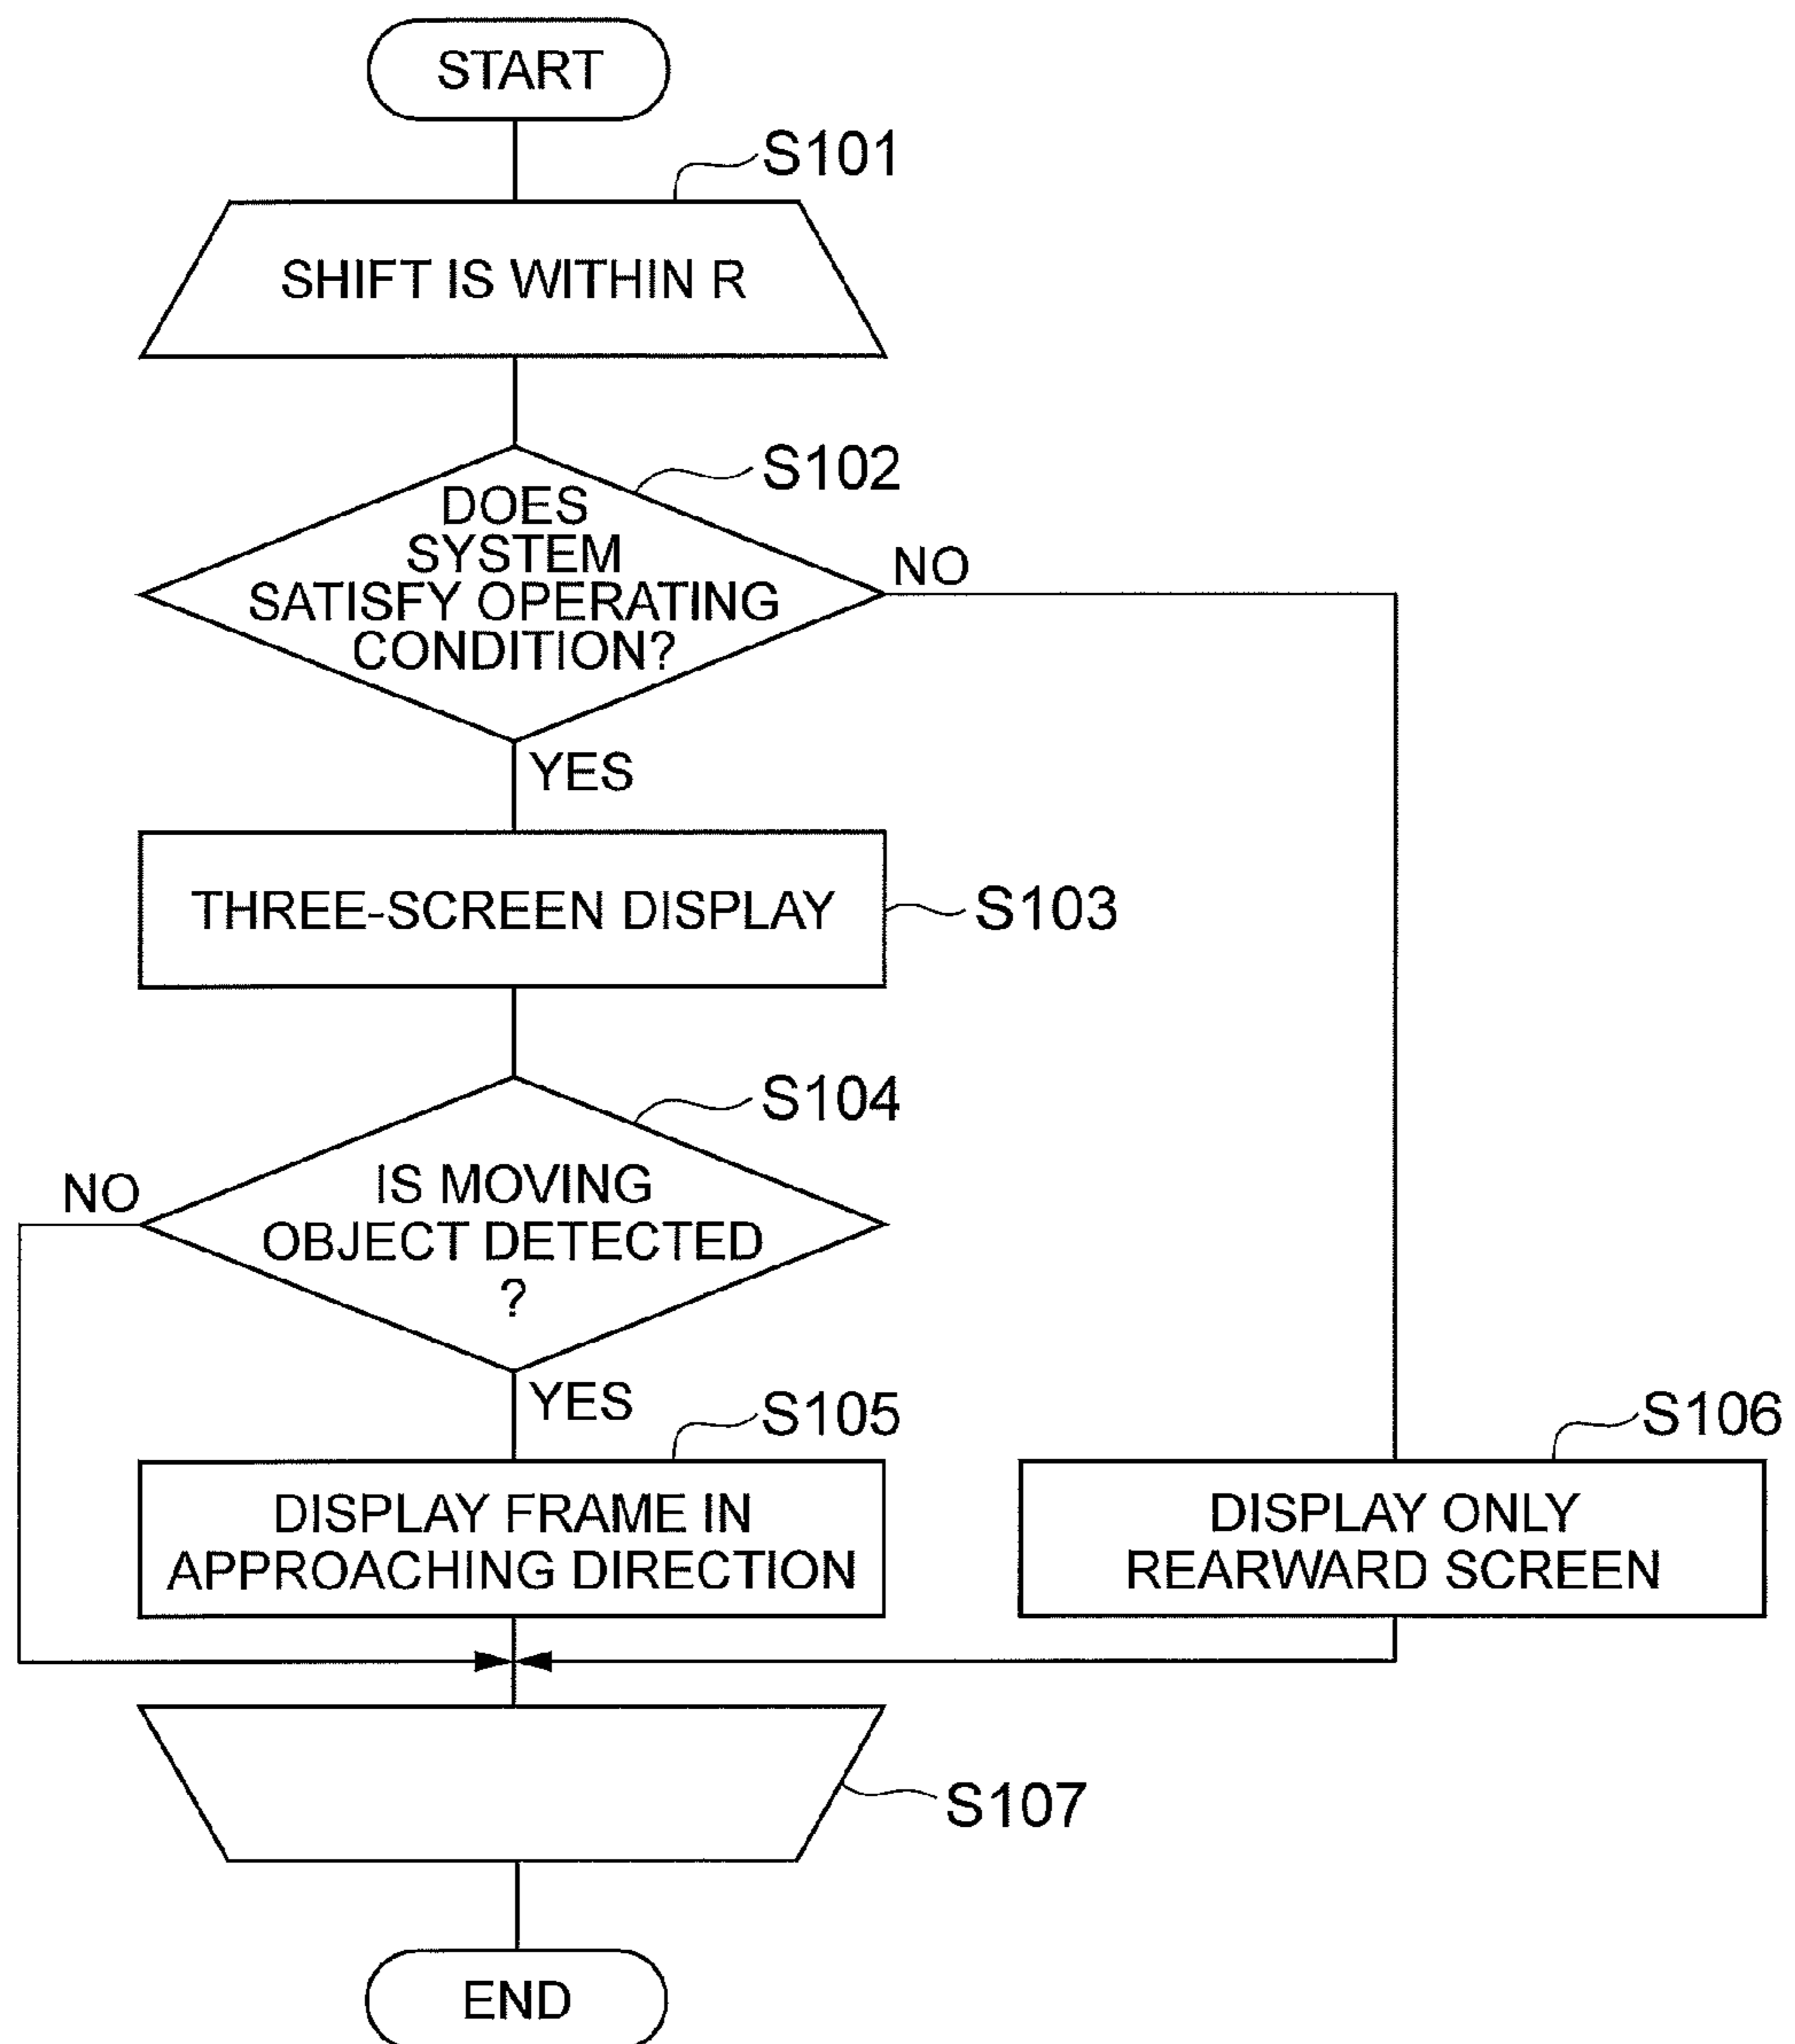 START
S101
SHIFT IS WITHIN R
S102
DOES
SYSTEM
SATISFY OPERATING
CONDITION?
NO
YES
THREE-SCREEN DISPLAY
S103
S104
IS MOVING
OBJECT DETECTED
?
NO
YES
S105
DISPLAY FRAME IN
APPROACHING DIRECTION
S106
DISPLAY ONLY
REARWARD SCREEN
S107
END